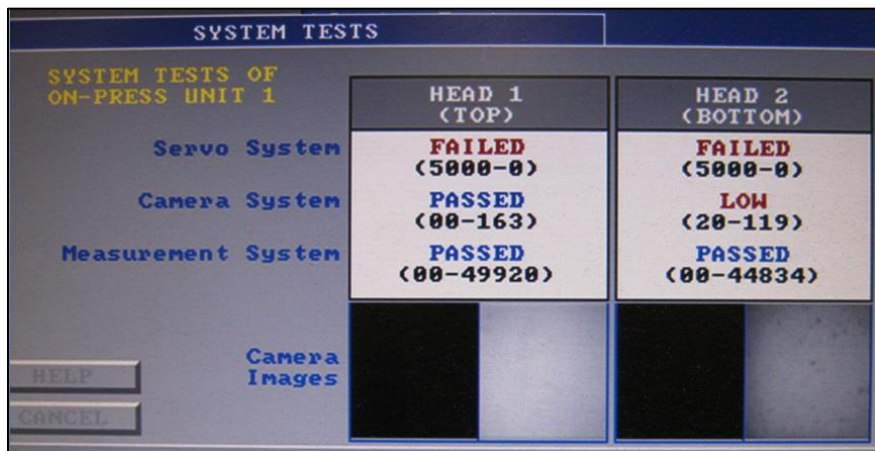 SYSTEM TESTS
SYSTEM TESTS OF
ON-PRESS UNIT 1
HEAD 1
(TOP)
HEAD 2
(BOTTOM)
Servo System
FAILED
(5000-0)
FAILED
(5000-0)
Camera System
PASSED
(00-163)
LOW
(20-119)
Measurement System
PASSED
(00-49920)
PASSED
(00-44834)
Camera
Images
HELP
CANCEL